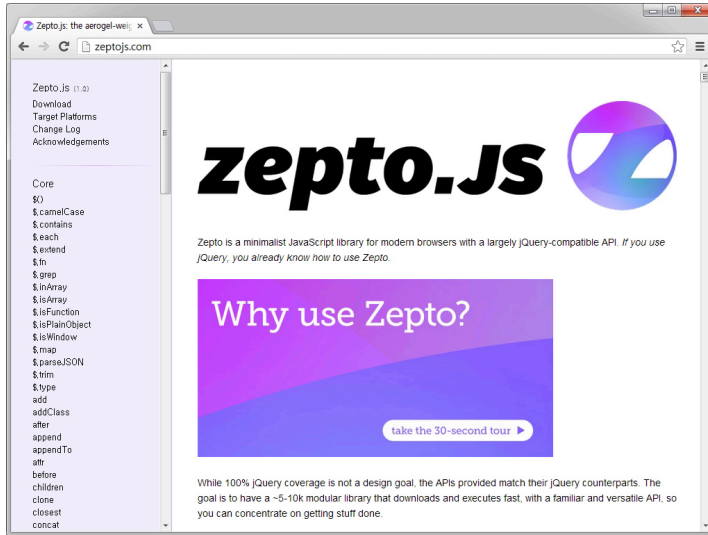 Zepto.js: the aerogel-weig
zeptojs.com
Zepto.js (1.0)
Download
Target Platforms
Change Log
Acknowledgements
Core
$()
$.camelCase
$.contains
$.each
$.extend
$.fn
$.grep
$.inArray
$.isArray
$.isFunction
$.isPlainObject
$.isWindow
$.map
$.parseJSON
$.trim
$.type
add
addClass
after
append
appendTo
attr
before
children
clone
closest
concat
zepto.JS
Zepto is a minimalist JavaScript library for modern browsers with a largely jQuery-compatible API. If you use
jQuery, you already know how to use Zepto.
Why use Zepto?
take the 30-second tour
While 100% jQuery coverage is not a design goal, the APIs provided match their jQuery counterparts. The
goal is to have a ~5-10k modular library that downloads and executes fast, with a familiar and versatile API, so
you can concentrate on getting stuff done.